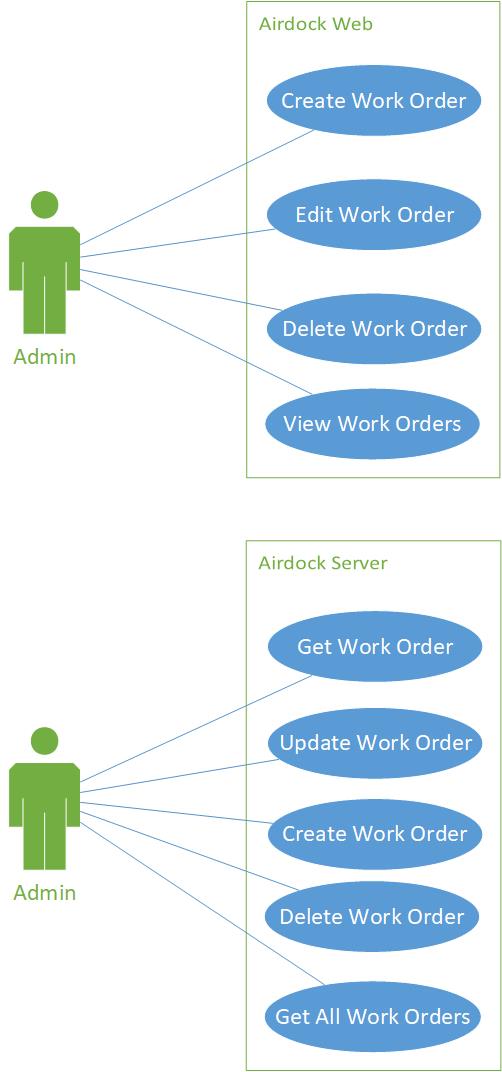 Airdock Web
Create Work Order
Edit Work Order
Delete Work Order
Admin
View Work Orders
Airdock Server
Get Work Order
Update Work Order
Create Work Order
Admin
Delete Work Order
Get All Work Orders